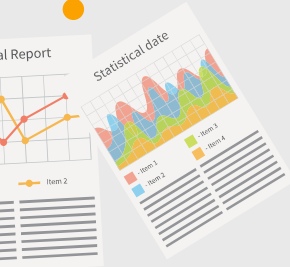 al Report
Item 2
Statistical date
- Item 1
- Item 2
- Item 3
- Item 4